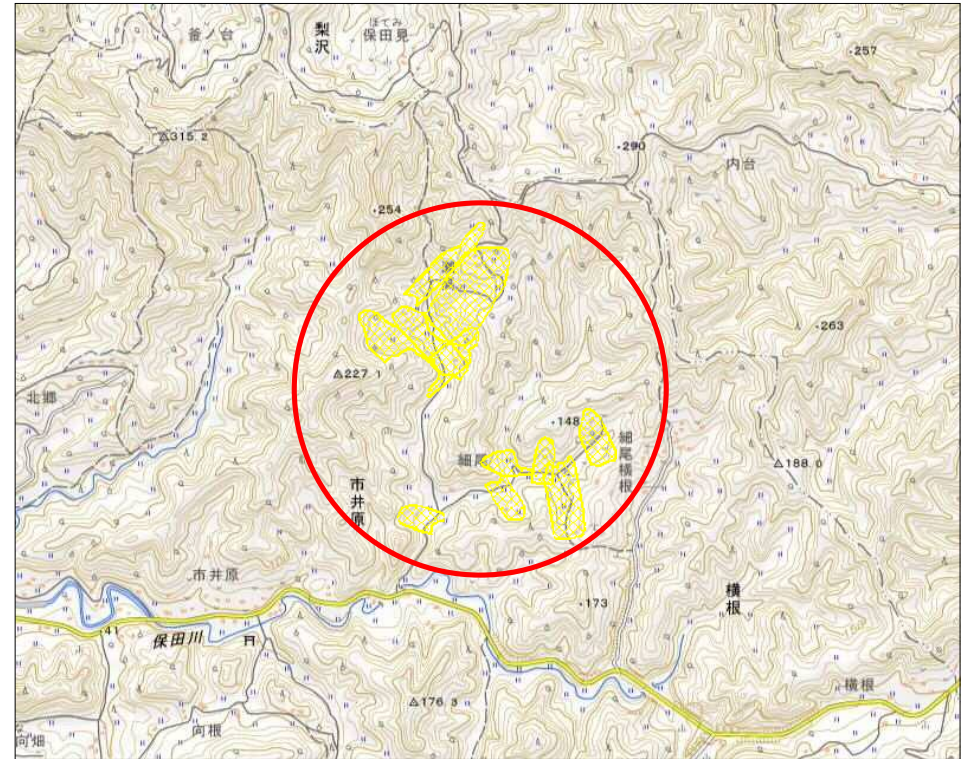 釜ノ台
梨沢
ほてみ
保田見
・257
△315.2
・290
内台
・254
・263
△227.1
北郷
・148
細尾横根
細尾
△188.0
市井原
市井原
・173
横根
保田川
・41
横根
△176.3
向根
向畑